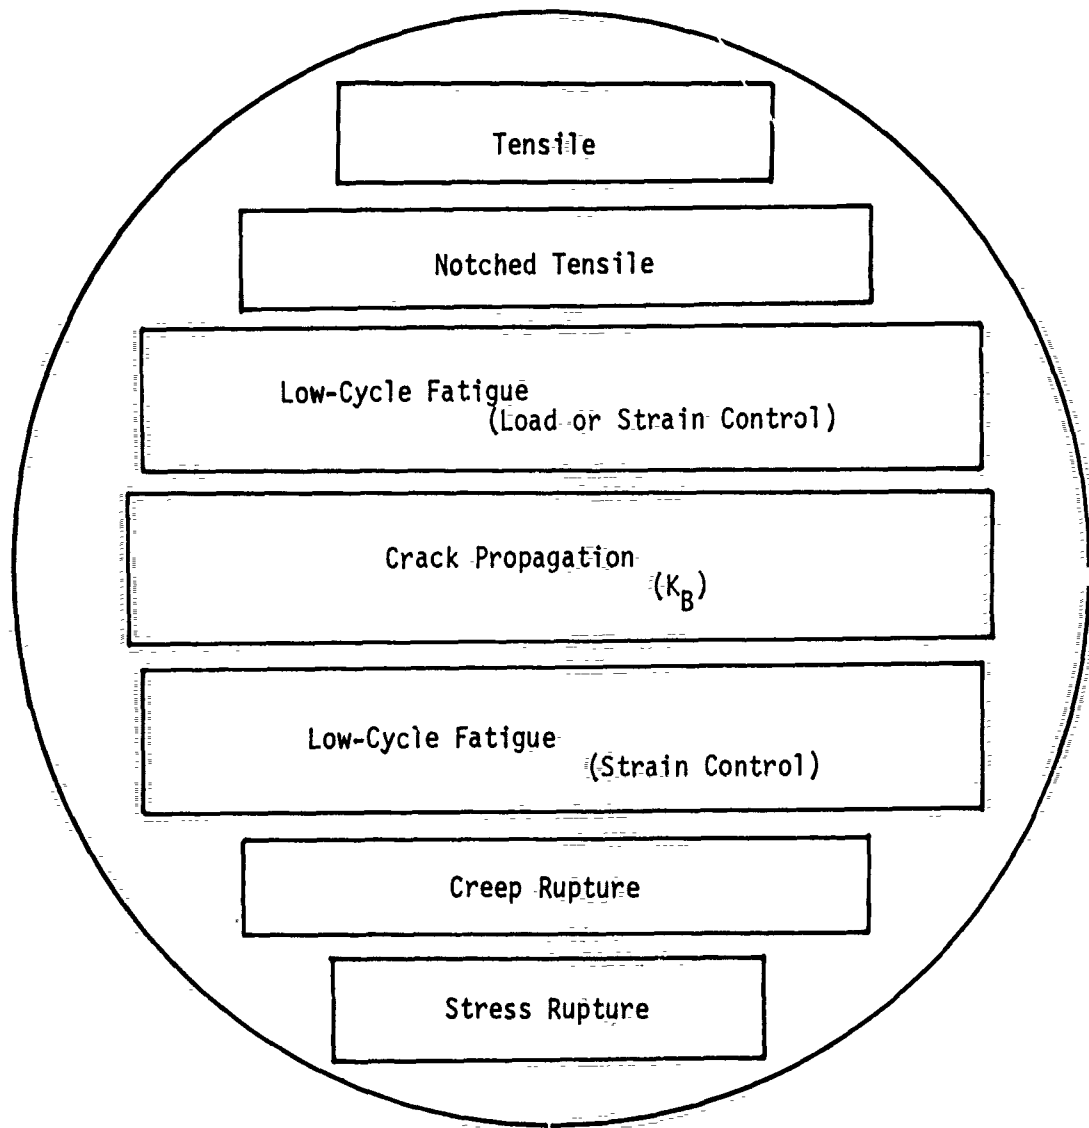 Tensile
Notched Tensile
Low-Cycle Fatigue
(Load or Strain Control)
Crack Propagation
(K_B)
Low-Cycle Fatigue
(Strain Control)
Creep Rupture
Stress Rupture